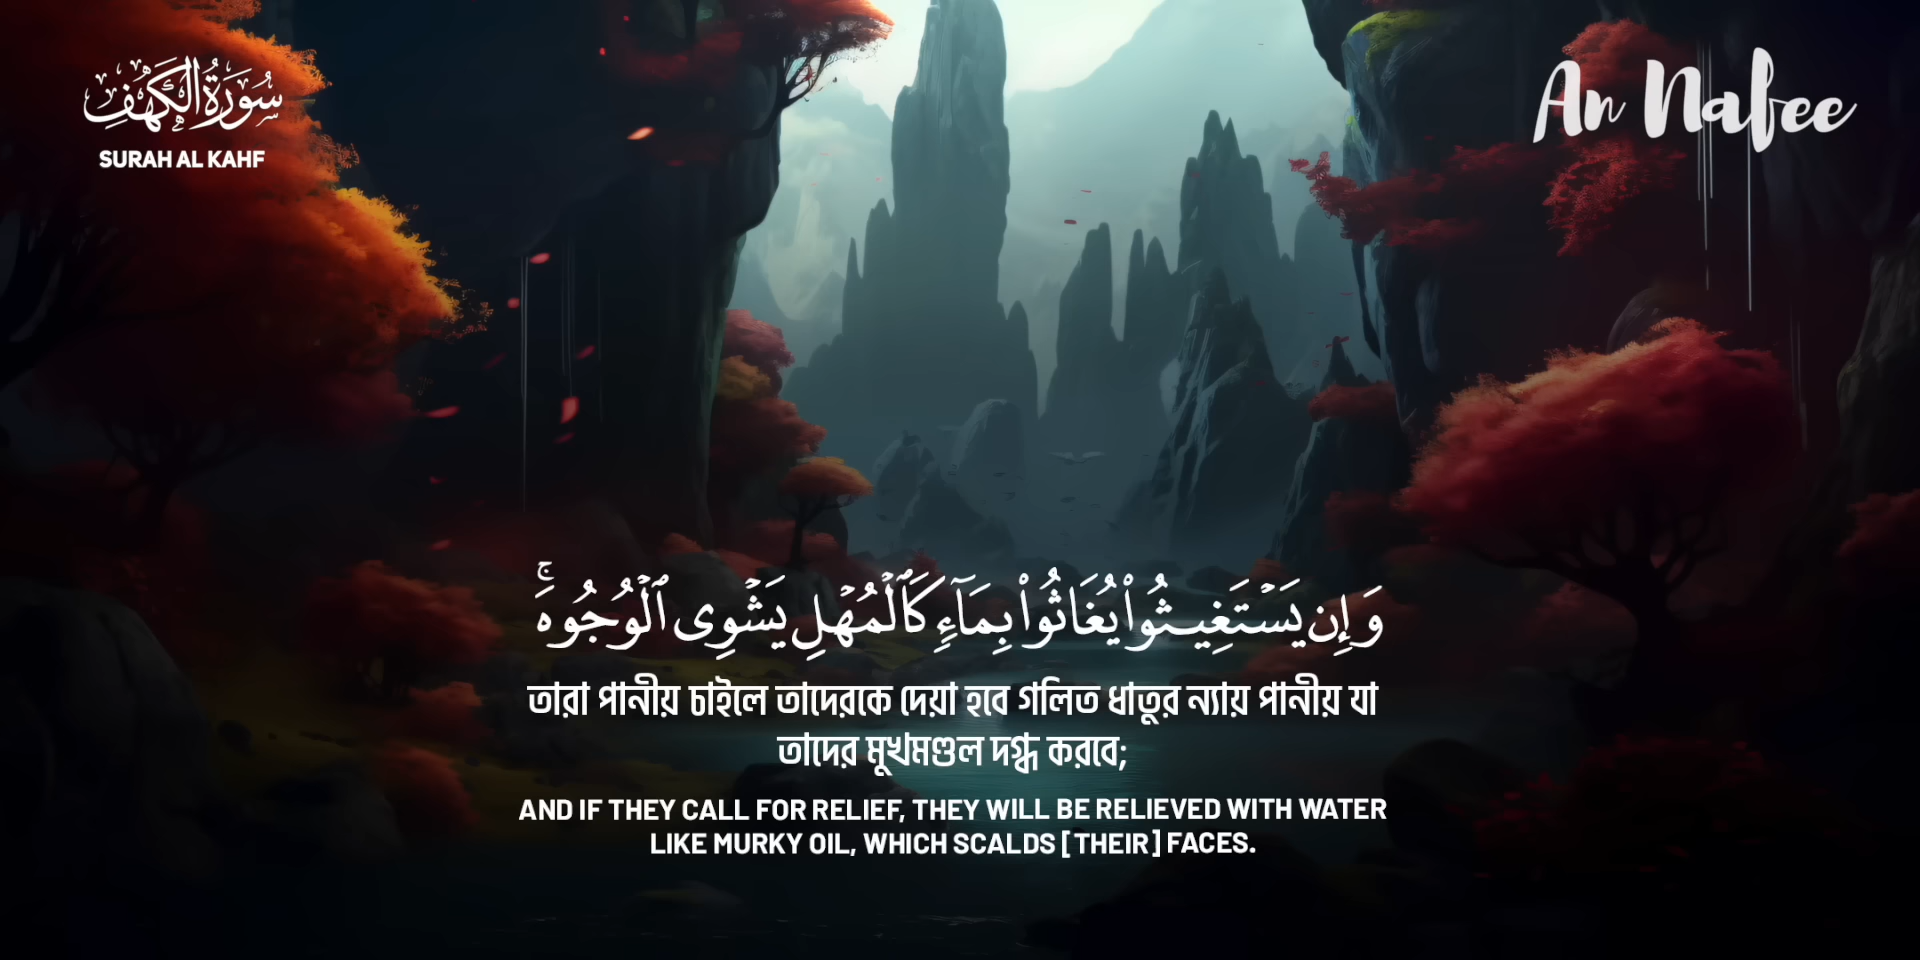 سُورَةُ الكَهْفِ
SURAH AL KAHF
An Nafee
وَإِن يَسْتَغِيثُوا۟ يُغَاثُوا۟ بِمَآءٍ كَٱلْمُهْلِ يَشْوِى ٱلْوُجُوهَ ۚ
তারা পানীয় চাইলে তাদেরকে দেয়া হবে গলিত ধাতুর ন্যায় পানীয় যা
তাদের মুখমণ্ডল দগ্ধ করবে;
AND IF THEY CALL FOR RELIEF, THEY WILL BE RELIEVED WITH WATER
LIKE MURKY OIL, WHICH SCALDS [THEIR] FACES.